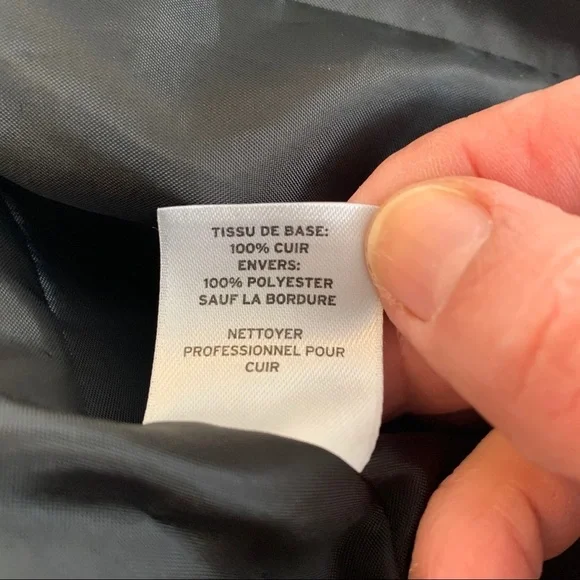 TISSU DE BASE:
100% CUIR
ENVERS:
100% POLYESTER
SAUF LA BORDURE
NETTOYER
PROFESSIONNEL POUR
CUIR